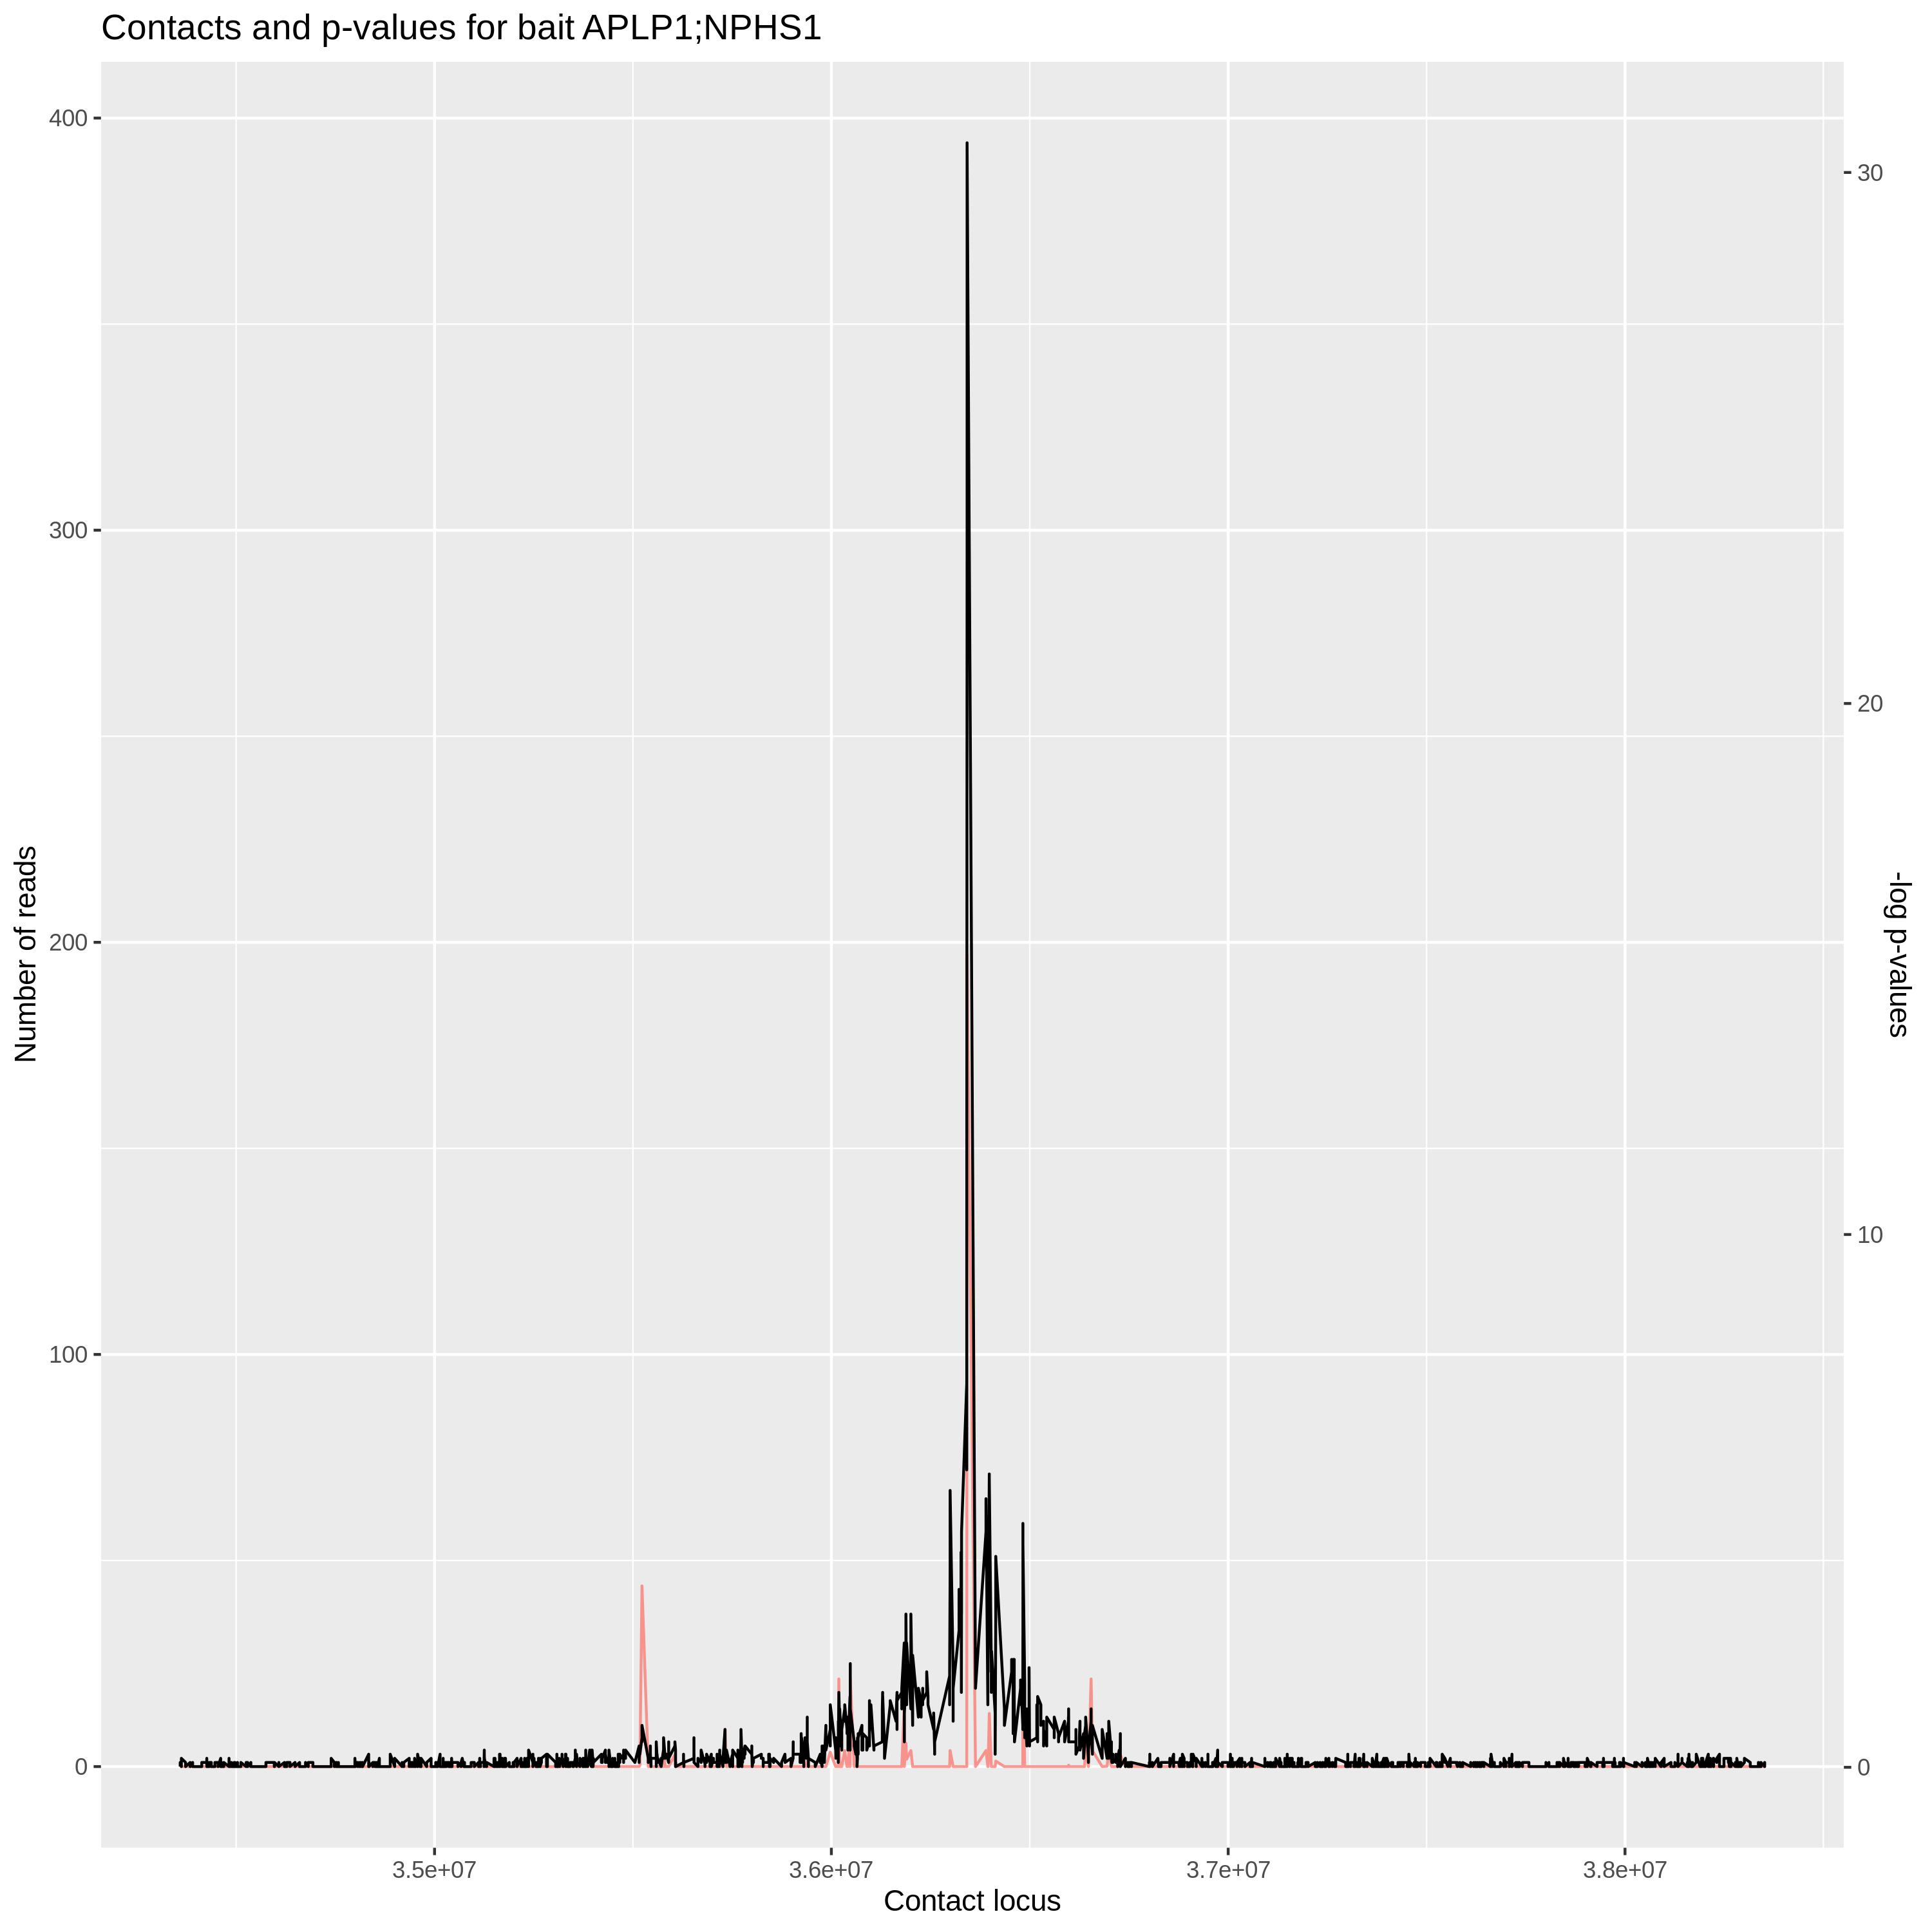 Contacts and p-values for bait APLP1;NPHS1
400
300
200
100
0
Number of reads
30
20
10
0
-log p-values
3.5e+07
3.6e+07
3.7e+07
3.8e+07
Contact locus